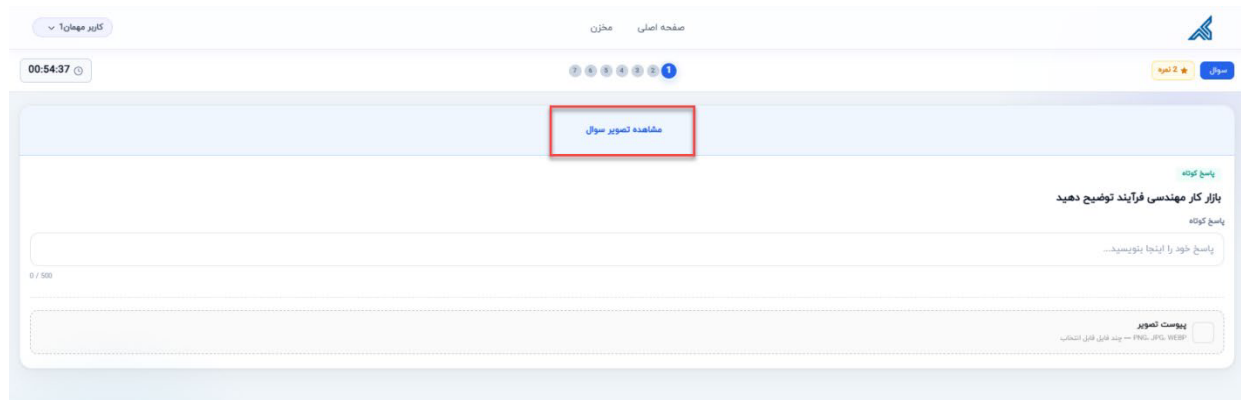 صفحه اصلی مخزن
کاربر مهمان1
سوال
2 نمره
1 2 3 4 5 6 7
00:54:37
مشاهده تصویر سوال
پاسخ کوتاه
بازار کار مهندسی فرآیند توضیح دهید
پاسخ کوتاه
پاسخ خود را اینجا بنویسید...
0 / 500
پیوست تصویر
PNG، JPG، WEBP — چند فایل قابل انتخاب